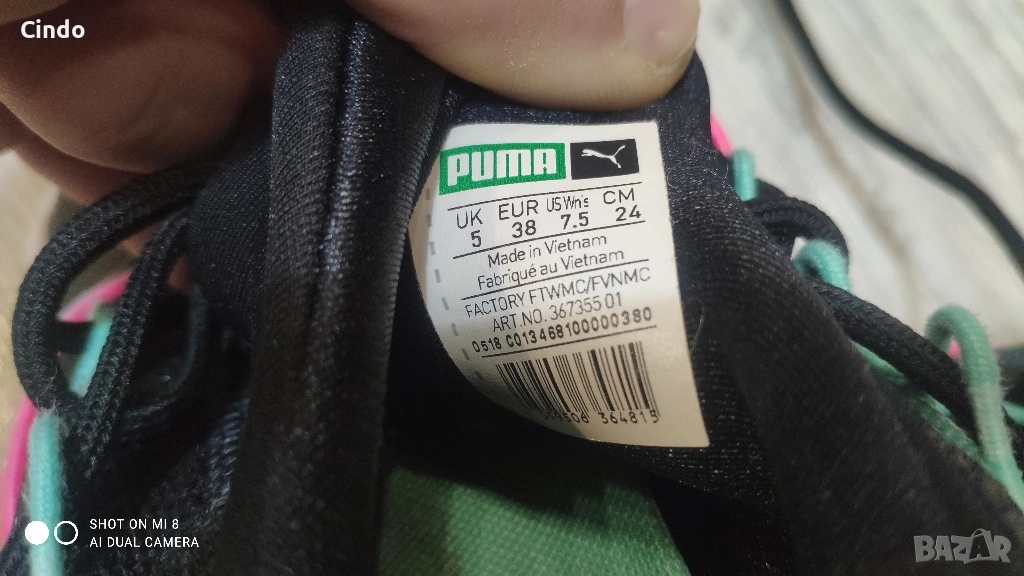 Cindo
PUMA
UK EUR US Wn's CM
5 38 7.5 24
Made in Vietnam
Fabriqué au Vietnam
FACTORY FTWMC/FVNMC
ART.NO. 367355 01
0518 C013468100000380
364819
SHOT ON MI 8
AI DUAL CAMERA
BAZAR